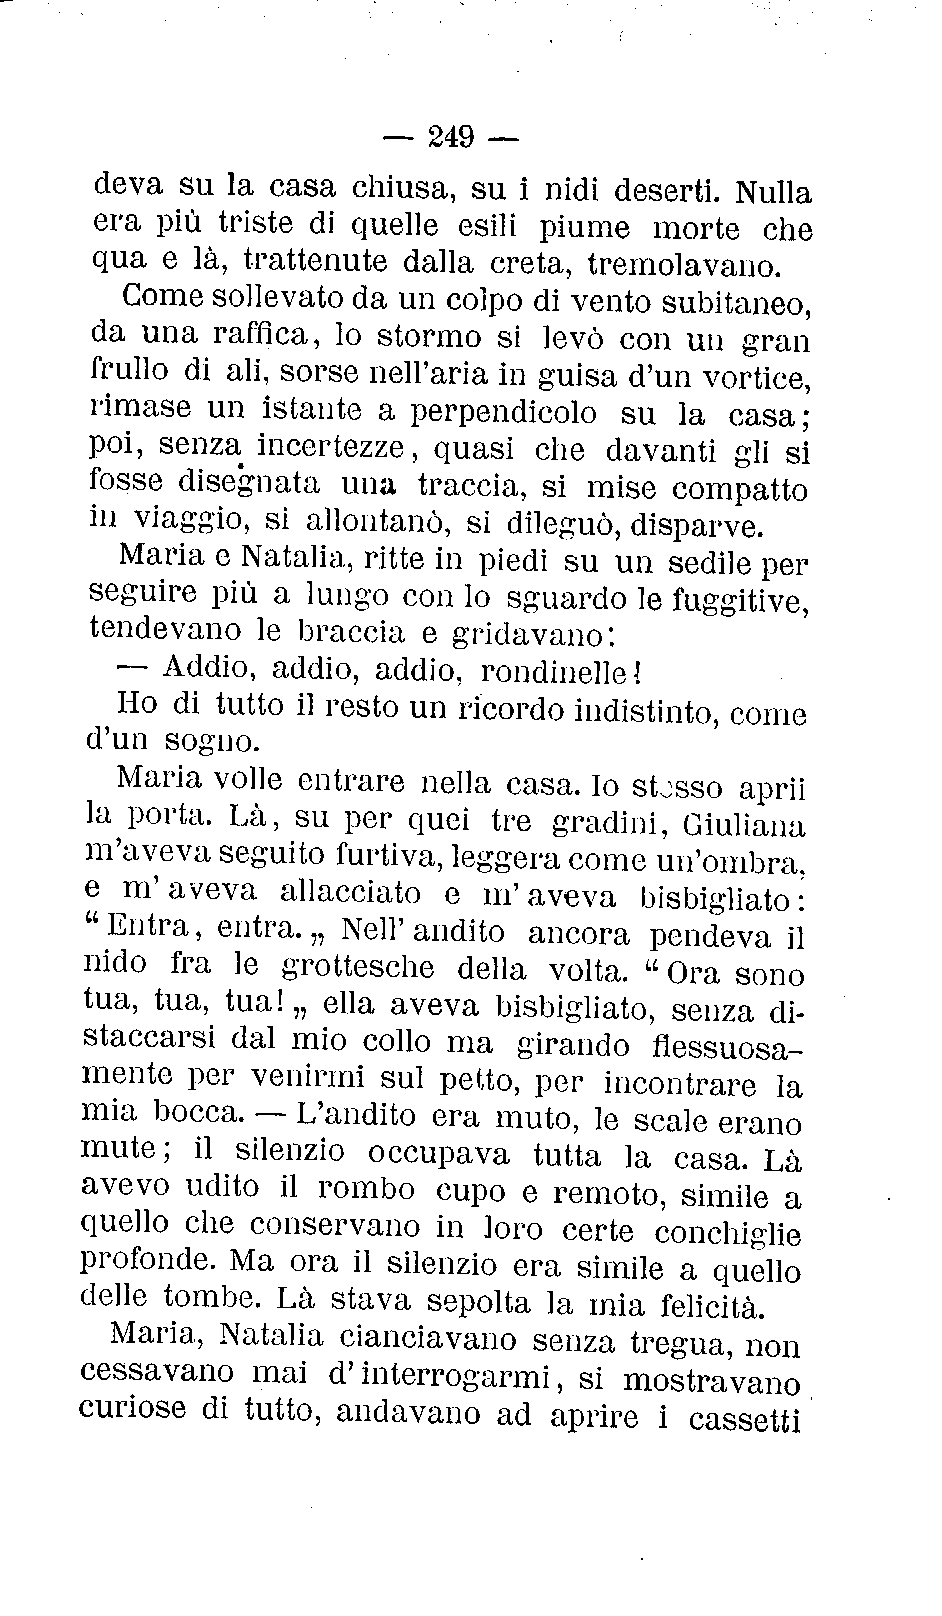 — 249 —
deva su la casa chiusa, su i nidi deserti. Nulla
era più triste di quelle esili piume morte che
qua e là, trattenute dalla creta, tremolavano.
Come sollevato da un colpo di vento subitaneo,
da una raffica, lo stormo si levò con un gran
frullo di ali, sorse nell'aria in guisa d'un vortice,
rimase un istante a perpendicolo su la casa;
poi, senza incertezze, quasi che davanti gli si
fosse disegnata una traccia, si mise compatto
in viaggio, si allontanò, si dileguò, disparve.
Maria e Natalia, ritte in piedi su un sedile per
seguire più a lungo con lo sguardo le fuggitive,
tendevano le braccia e gridavano:
— Addio, addio, addio, rondinelle!
Ho di tutto il resto un ricordo indistinto, come
d'un sogno.
Maria volle entrare nella casa. Io stesso aprii
la porta. Là, su per quei tre gradini, Giuliana
m'aveva seguito furtiva, leggera come un'ombra,
e m' aveva allacciato e m' aveva bisbigliato:
“ Entra, entra. „ Nell' andito ancora pendeva il
nido fra le grottesche della volta. “ Ora sono
tua, tua, tua! „ ella aveva bisbigliato, senza di-
staccarsi dal mio collo ma girando flessuosa-
mente per venirmi sul petto, per incontrare la
mia bocca. — L'andito era muto, le scale erano
mute; il silenzio occupava tutta la casa. Là
avevo udito il rombo cupo e remoto, simile a
quello che conservano in loro certe conchiglie
profonde. Ma ora il silenzio era simile a quello
delle tombe. Là stava sepolta la mia felicità.
Maria, Natalia cianciavano senza tregua, non
cessavano mai d' interrogarmi, si mostravano
curiose di tutto, andavano ad aprire i cassetti